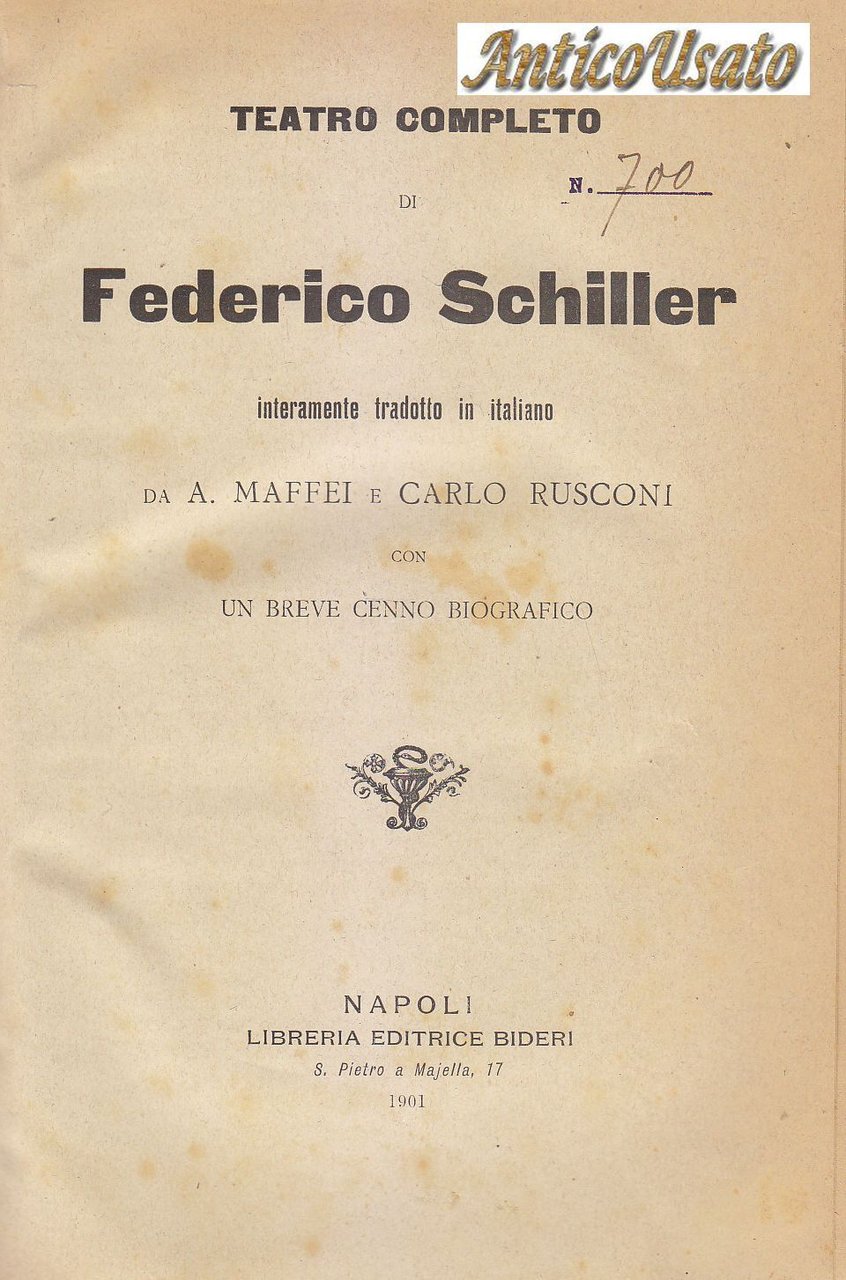 AnticoUsato
TEATRO COMPLETO
N. 700
DI
Federico Schiller
interamente tradotto in italiano
DA A. MAFFEI E CARLO RUSCONI
CON
UN BREVE CENNO BIOGRAFICO
NAPOLI
LIBRERIA EDITRICE BIDERI
S. Pietro a Majella, 17
1901